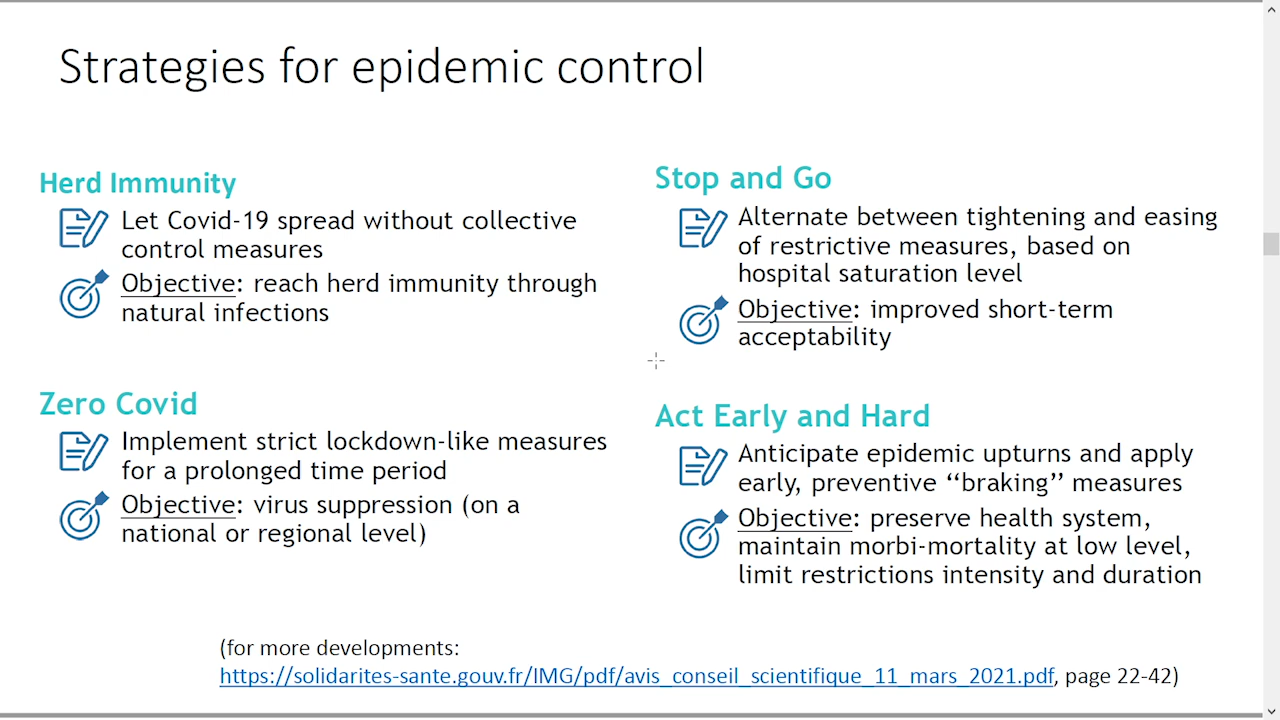 Strategies for epidemic control
Herd Immunity
Let Covid-19 spread without collective
control measures
Objective: reach herd immunity through
natural infections
Zero Covid
Implement strict lockdown-like measures
for a prolonged time period
Objective: virus suppression (on a
national or regional level)
Stop and Go
Alternate between tightening and easing
of restrictive measures, based on
hospital saturation level
Objective: improved short-term
acceptability
Act Early and Hard
Anticipate epidemic upturns and apply
early, preventive “braking” measures
Objective: preserve health system,
maintain morbi-mortality at low level,
limit restrictions intensity and duration
(for more developments:
https://solidarites-sante.gouv.fr/IMG/pdf/avis_conseil_scientifique_11_mars_2021.pdf, page 22-42)